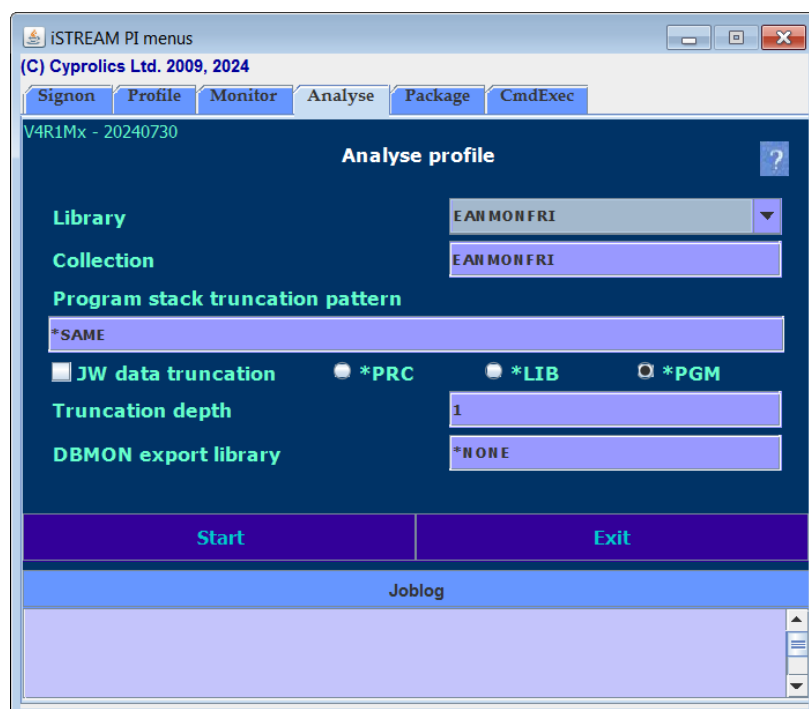 iSTREAM PI menus
(C) Cyprolics Ltd. 2009, 2024
Signon Profile Monitor Analyse Package CmdExec
V4R1Mx - 20240730
Analyse profile
?
Library EANMONFRI
Collection EANMONFRI
Program stack truncation pattern
*SAME
JW data truncation *PRC *LIB *PGM
Truncation depth 1
DBMON export library *NONE
Start Exit
Joblog